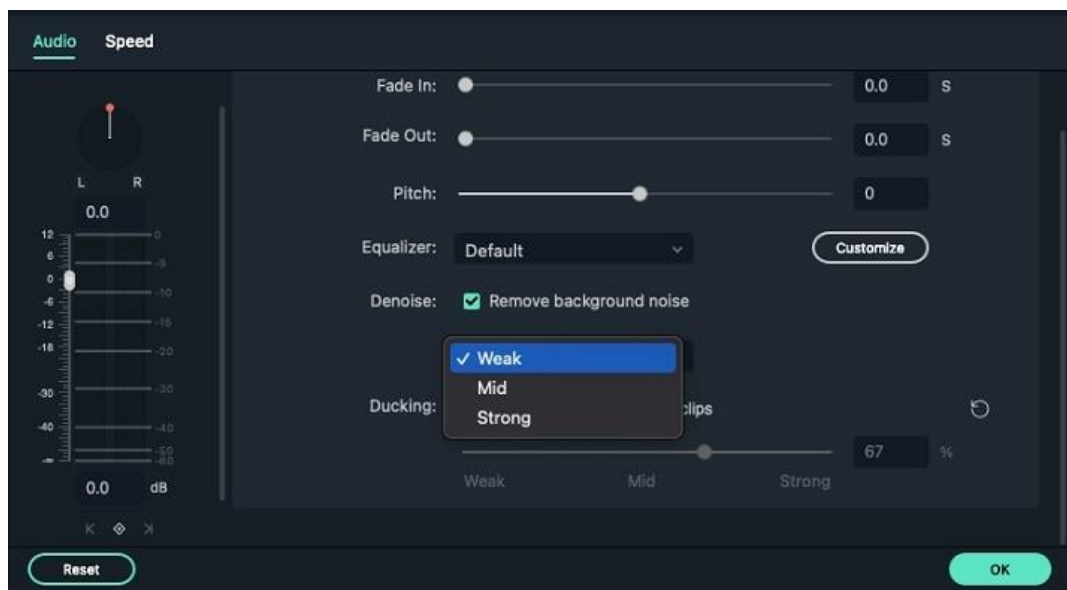 Audio Speed
L R
0.0
12 0
6 -5
0 -10
-6
-12 -15
-18 -20
-30 -30
-40 -40
-50
-∞ -60
0.0 dB
Fade In: 0.0 S
Fade Out: 0.0 S
Pitch: 0
Equalizer: Default Customize
Denoise: Remove background noise
Weak
Mid
Strong
Ducking: clips
67 %
Weak Mid Strong
Reset OK